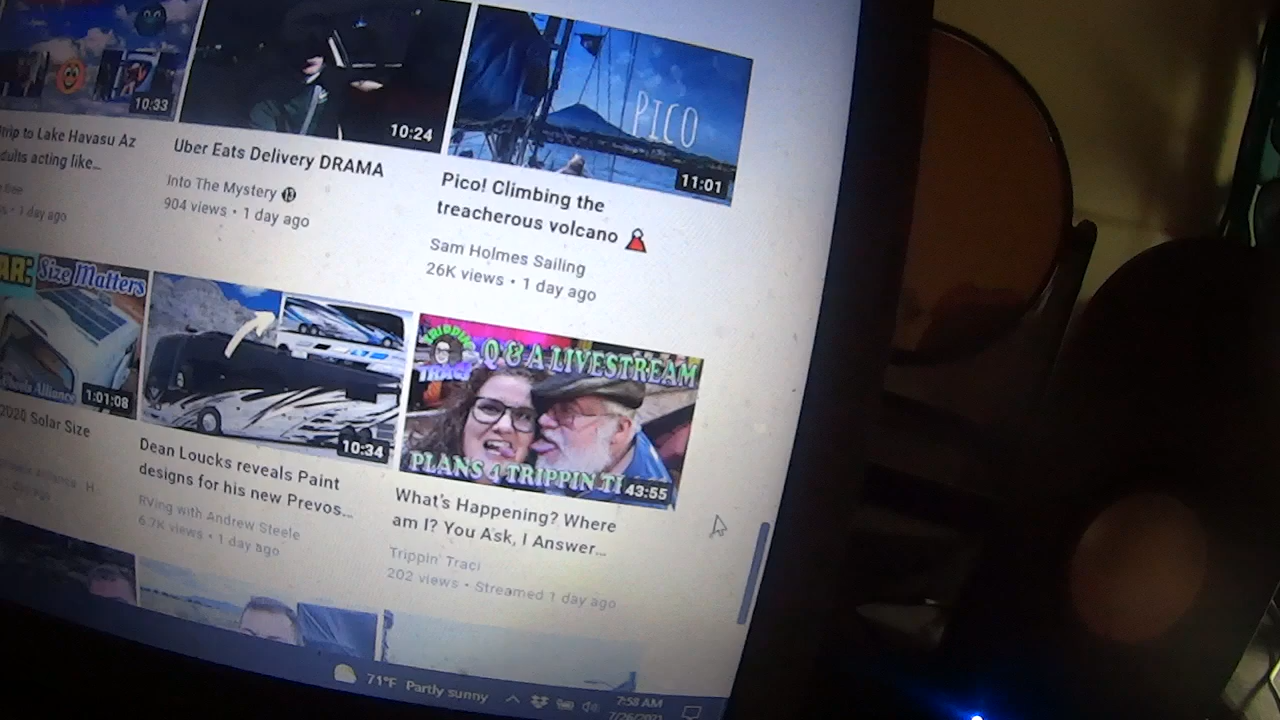 10:33
10:24
PICO
11:01
trip to Lake Havasu Az
Uber Eats Delivery DRAMA
Pico! Climbing the
acting like...
treacherous volcano
Into The Mystery
904 views • 1 day ago
1 day ago
Sam Holmes Sailing
26K views • 1 day ago
Size Matters
1:01:08
10:34
TRIPPIN
TRACI
Q & A LIVESTREAM
PLANS 4 TRIPPIN
43:55
2020 Solar Size
Dean Loucks reveals Paint
designs for his new Prevos...
What's Happening? Where
am I? You Ask, I Answer...
RVing with Andrew Steele
6.7K views • 1 day ago
Trippin' Traci
202 views • Streamed 1 day ago
71°F Partly sunny
7:58 AM